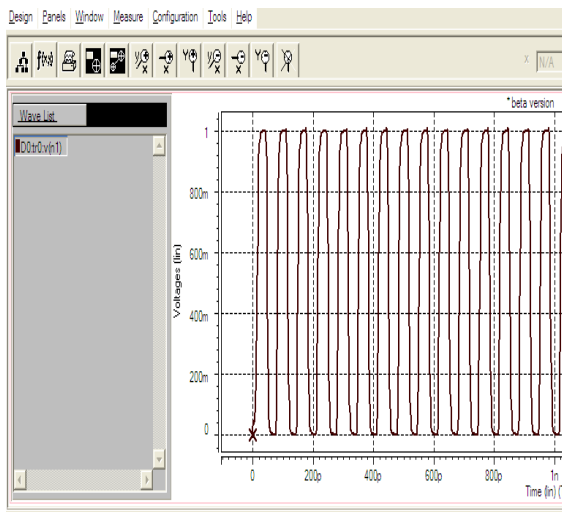 Design Panels Window Measure Configuration Tools Help
f(x)
x N/A
Wave List
D0:tr0:v(n1)
* beta version
Voltages (lin)
1
800m
600m
400m
200m
0
0 200p 400p 600p 800p 1n
Time (lin) (